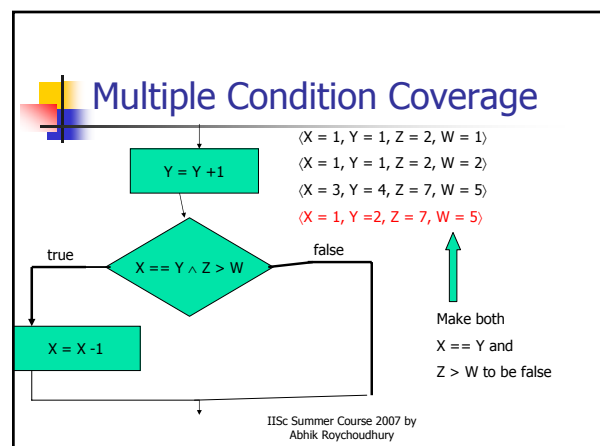 Multiple Condition Coverage
⟨X = 1, Y = 1, Z = 2, W = 1⟩
⟨X = 1, Y = 1, Z = 2, W = 2⟩
⟨X = 3, Y = 4, Z = 7, W = 5⟩
⟨X = 1, Y =2, Z = 7, W = 5⟩
Y = Y +1
true
false
X == Y ∧ Z > W
X = X -1
Make both
X == Y and
Z > W to be false
IISc Summer Course 2007 by
Abhik Roychoudhury